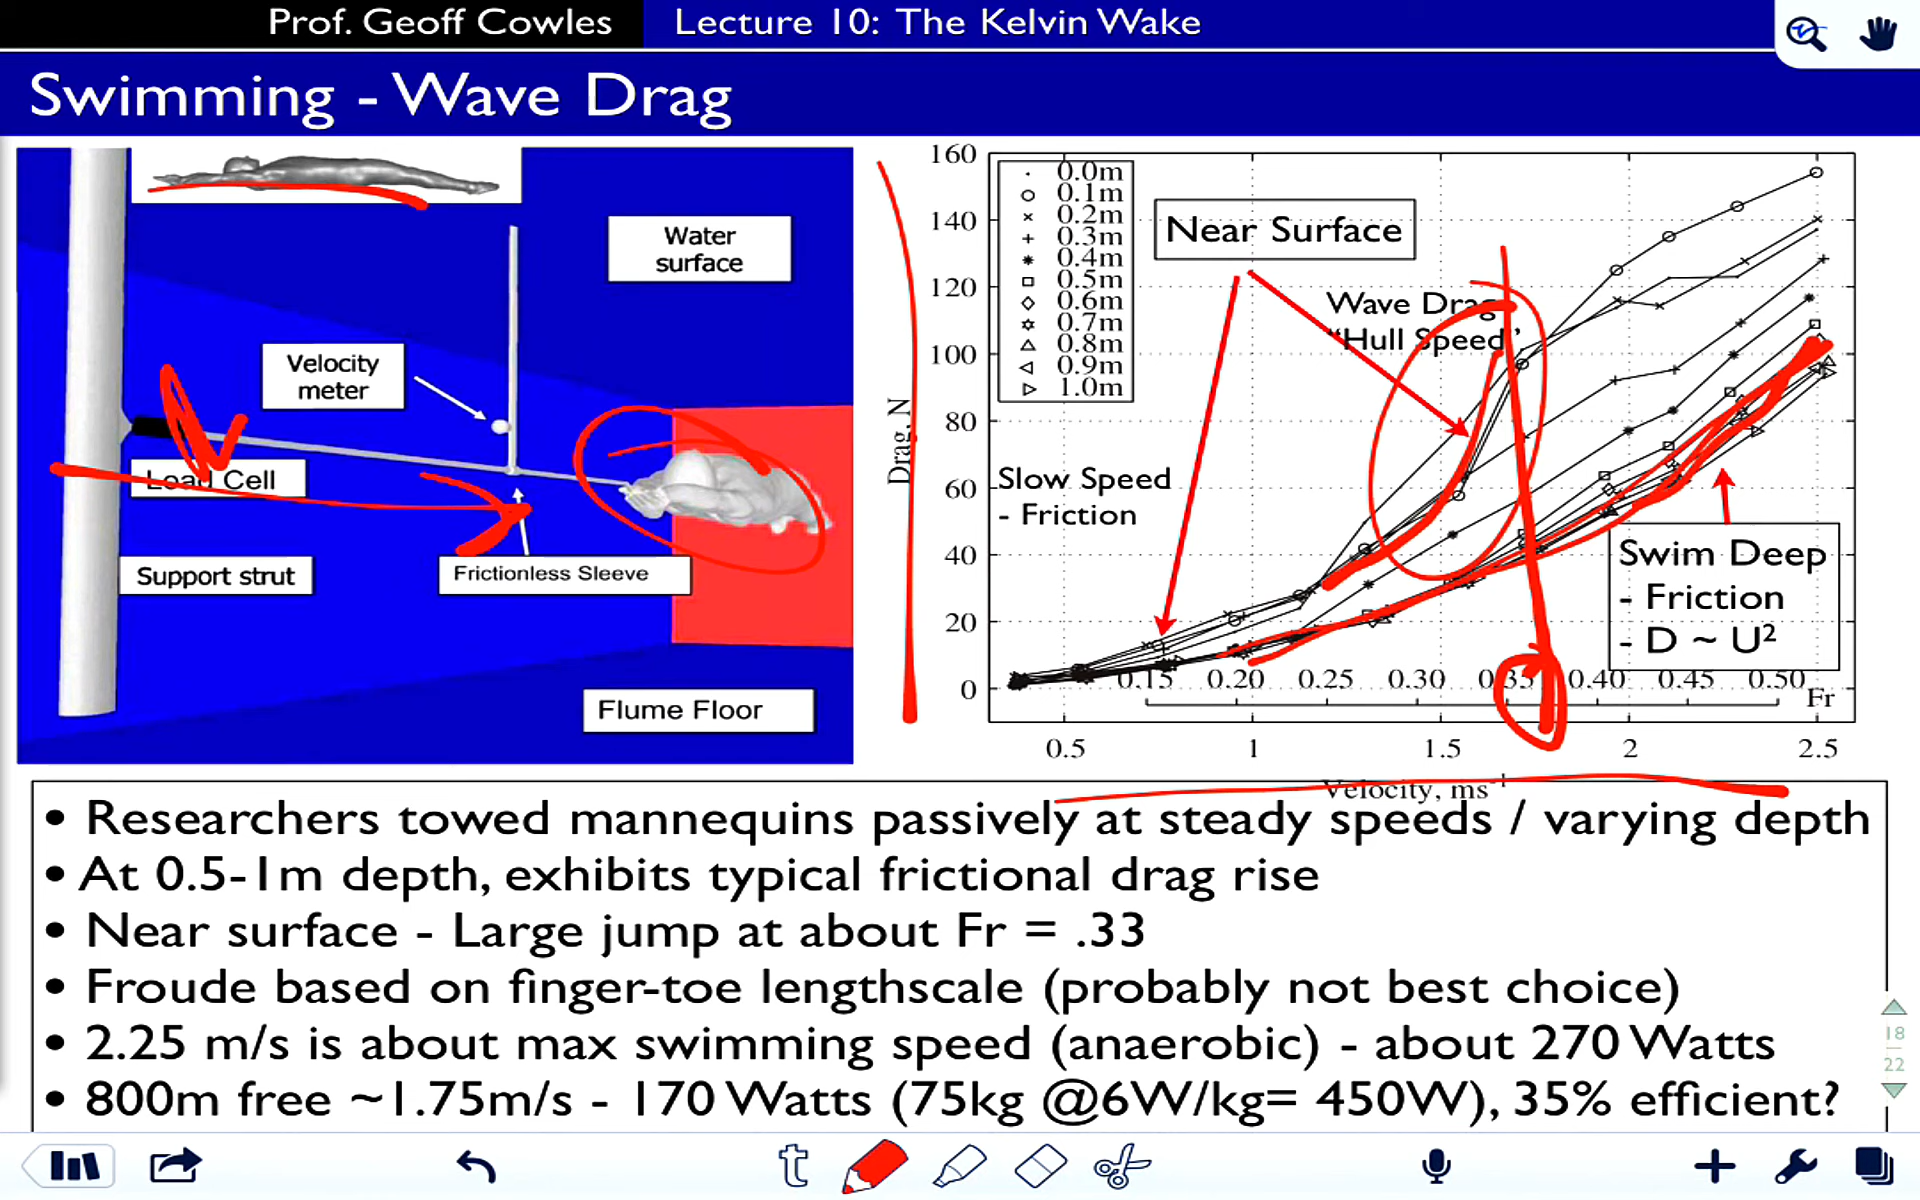 Prof. Geoff Cowles
Lecture 10: The Kelvin Wake
Swimming - Wave Drag
Water
surface
Velocity
meter
Load Cell
Support strut
Frictionless Sleeve
Flume Floor
160
140
120
100
80
60
40
20
0
Drag, N
0.0m
0.1m
0.2m
0.3m
0.4m
0.5m
0.6m
0.7m
0.8m
0.9m
1.0m
Near Surface
Wave Drag
"Hull Speed"
Slow Speed
- Friction
Swim Deep
- Friction
- D ~ U²
0.15 0.20 0.25 0.30 0.35 0.40 0.45 0.50
Fr
0.5 1 1.5 2 2.5
Velocity, ms⁻¹
• Researchers towed mannequins passively at steady speeds / varying depth
• At 0.5-1m depth, exhibits typical frictional drag rise
• Near surface - Large jump at about Fr = .33
• Froude based on finger-toe lengthscale (probably not best choice)
• 2.25 m/s is about max swimming speed (anaerobic) - about 270 Watts
• 800m free ~1.75m/s - 170 Watts (75kg @6W/kg= 450W), 35% efficient?
18
22
t